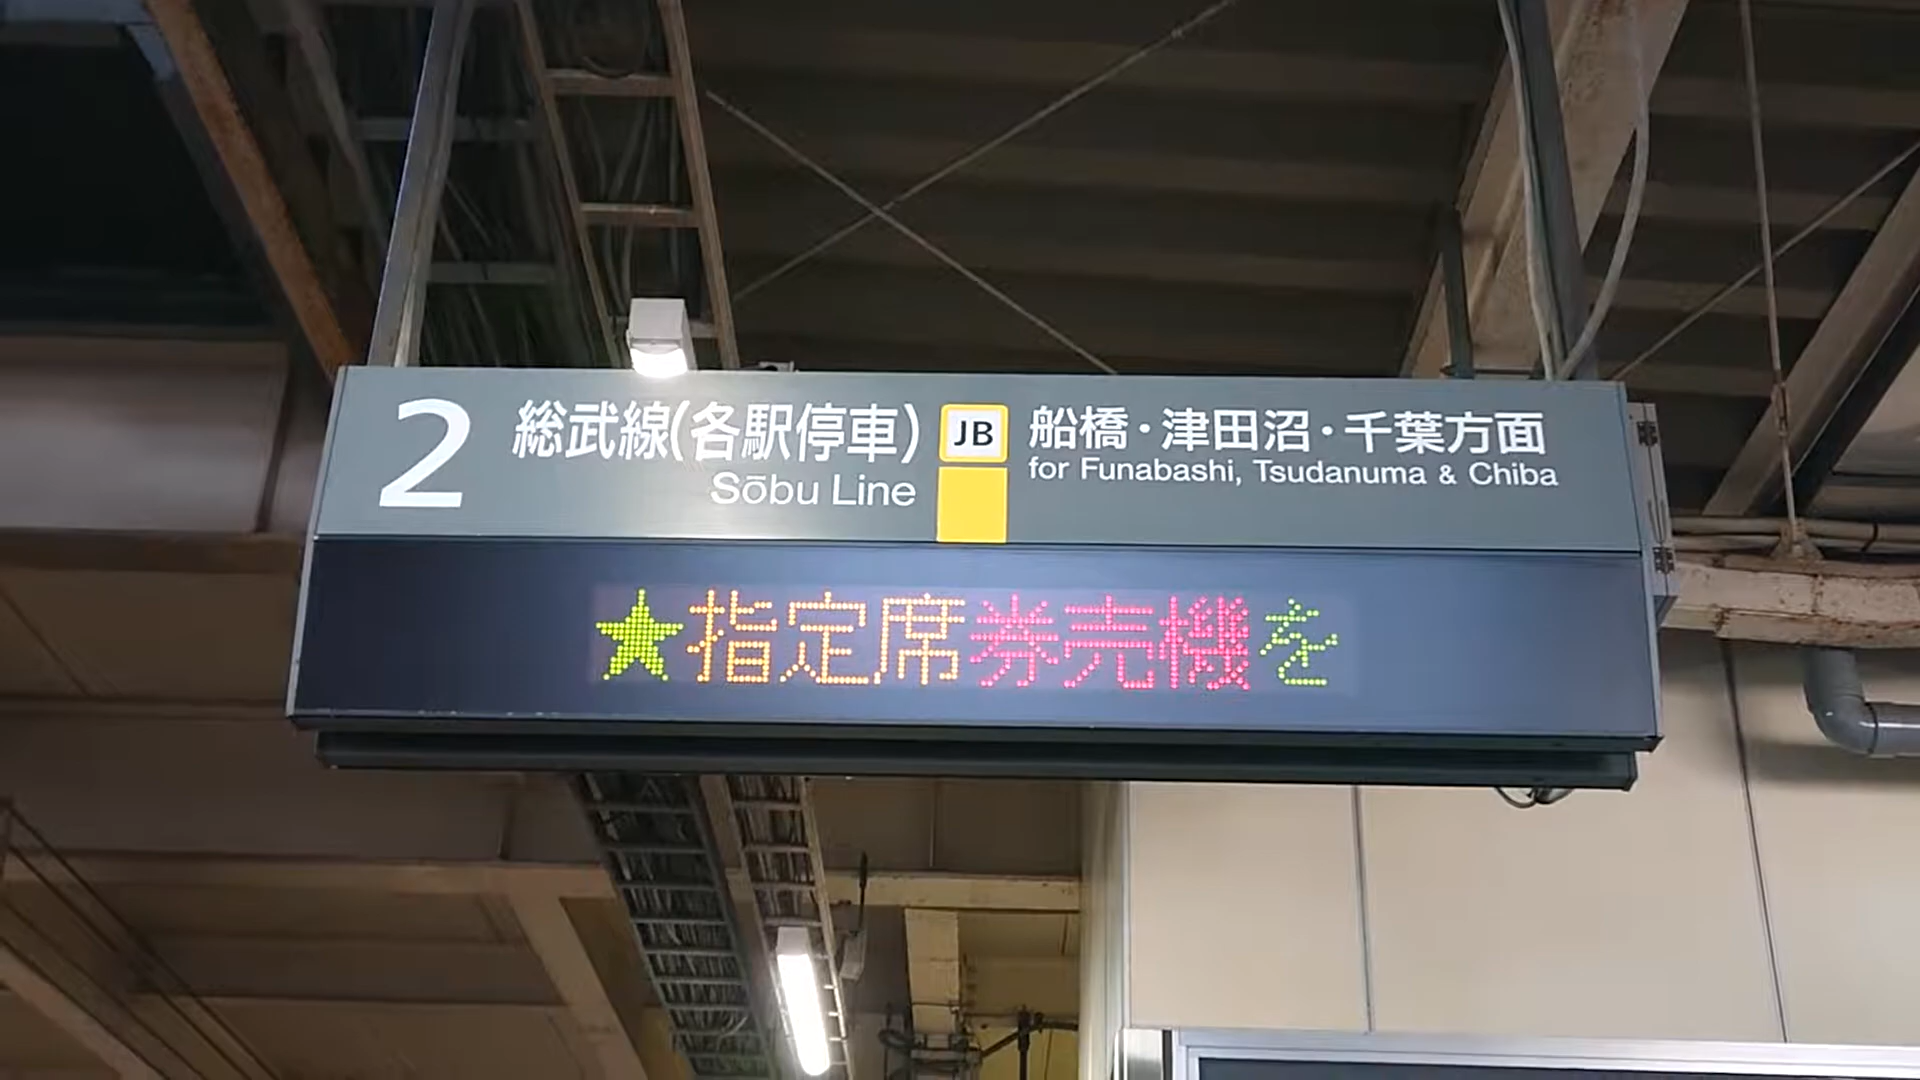 2
総武線(各駅停車)
Sōbu Line
JB
船橋・津田沼・千葉方面
for Funabashi, Tsudanuma & Chiba
★指定席券売機を